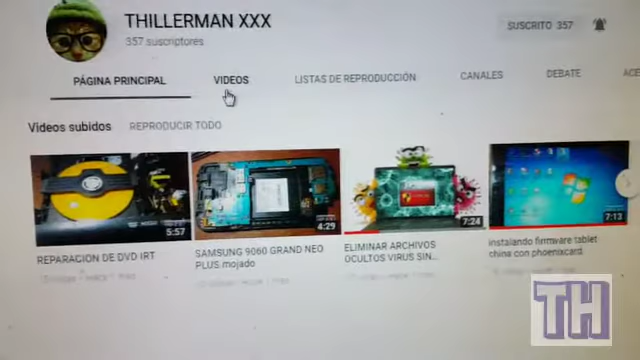 THILLERMAN XXX
357 suscriptores
SUSCRITO 357
PÁGINA PRINCIPAL
VIDEOS
LISTAS DE REPRODUCCIÓN
CANALES
DEBATE
ACE
Videos subidos
REPRODUCIR TODO
5:57
4:29
7:24
7:13
REPARACION DE DVD IRT
SAMSUNG 9060 GRAND NEO
PLUS mojado
ELIMINAR ARCHIVOS
OCULTOS VIRUS SIN...
instalando firmware tablet
china con phoenixcard
TH